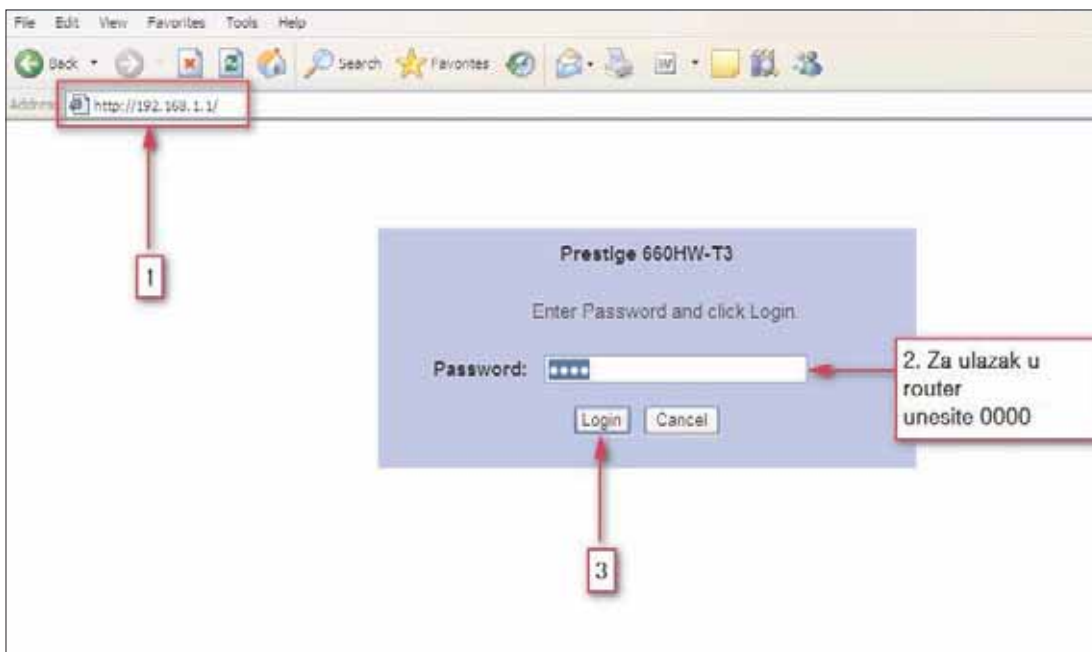 File Edit View Favorites Tools Help
Back Search Favorites
Address http://192.168.1.1/
1
Prestige 660HW-T3
Enter Password and click Login.
Password:
2. Za ulazak u
router
unesite 0000
Login Cancel
3